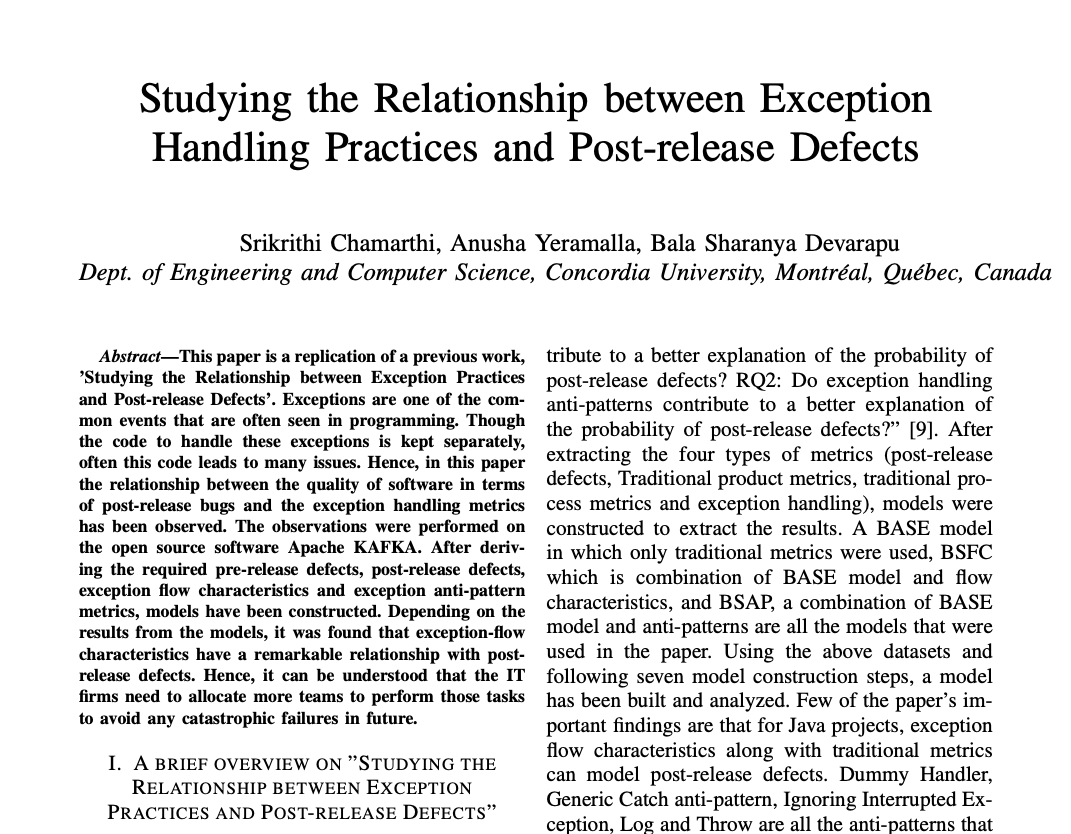 Studying the Relationship between Exception
Handling Practices and Post-release Defects
Srikrithi Chamarthi, Anusha Yeramalla, Bala Sharanya Devarapu
Dept. of Engineering and Computer Science, Concordia University, Montréal, Québec, Canada
Abstract—This paper is a replication of a previous work,
’Studying the Relationship between Exception Practices
and Post-release Defects’. Exceptions are one of the com-
mon events that are often seen in programming. Though
the code to handle these exceptions is kept separately,
often this code leads to many issues. Hence, in this paper
the relationship between the quality of software in terms
of post-release bugs and the exception handling metrics
has been observed. The observations were performed on
the open source software Apache KAFKA. After deriv-
ing the required pre-release defects, post-release defects,
exception flow characteristics and exception anti-pattern
metrics, models have been constructed. Depending on the
results from the models, it was found that exception-flow
characteristics have a remarkable relationship with post-
release defects. Hence, it can be understood that the IT
firms need to allocate more teams to perform those tasks
to avoid any catastrophic failures in future.
I. A BRIEF OVERVIEW ON ”STUDYING THE
RELATIONSHIP BETWEEN EXCEPTION
PRACTICES AND POST-RELEASE DEFECTS”
tribute to a better explanation of the probability of
post-release defects? RQ2: Do exception handling
anti-patterns contribute to a better explanation of
the probability of post-release defects?” [9]. After
extracting the four types of metrics (post-release
defects, Traditional product metrics, traditional pro-
cess metrics and exception handling), models were
constructed to extract the results. A BASE model
in which only traditional metrics were used, BSFC
which is combination of BASE model and flow
characteristics, and BSAP, a combination of BASE
model and anti-patterns are all the models that were
used in the paper. Using the above datasets and
following seven model construction steps, a model
has been built and analyzed. Few of the paper’s im-
portant findings are that for Java projects, exception
flow characteristics along with traditional metrics
can model post-release defects. Dummy Handler,
Generic Catch anti-pattern, Ignoring Interrupted Ex-
ception, Log and Throw are all the anti-patterns that